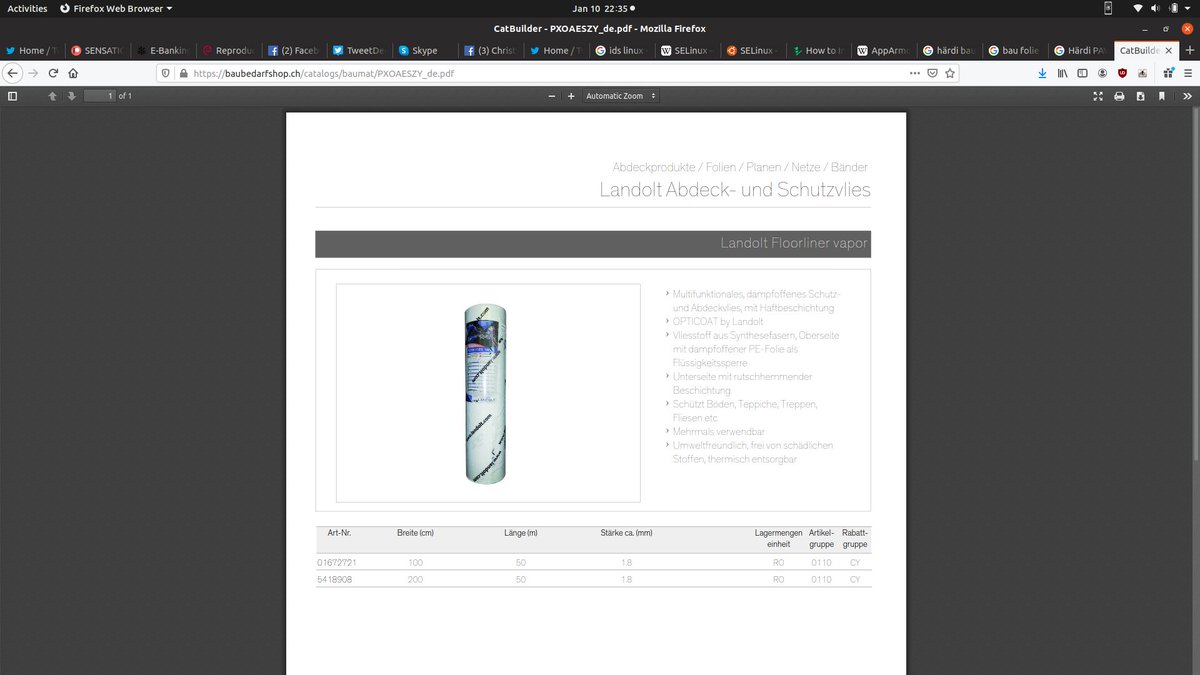 Activities Firefox Web Browser Jan 10 22:35
CatBuilder - PXOAESZY_de.pdf - Mozilla Firefox
Home / T SENSATIO E-Bankin Reprodu (2) Faceb TweetDe Skype (3) Christ Home / T ids linux SELinux - SELinux - How to In AppArmo härdi bau bau folie Härdi PAV CatBuilde
https://baubedarfshop.ch/catalogs/baumat/PXOAESZY_de.pdf
1 of 1 Automatic Zoom
Abdeckprodukte / Folien / Planen / Netze / Bänder
Landolt Abdeck- und Schutzvlies
Landolt Floorliner vapor
Multifunktionales, dampfoffenes Schutz-
und Abdeckvlies, mit Haftbeschichtung
OPTICOAT by Landolt
Vliesstoff aus Synthesefasern, Oberseite
mit dampfoffener PE-Folie als
Flüssigkeitssperre
Unterseite mit rutschhemmender
Beschichtung
Schützt Böden, Teppiche, Treppen,
Fliesen etc.
Mehrmals verwendbar
Umweltfreundlich, frei von schädlichen
Stoffen, thermisch entsorgbar
Art-Nr. Breite (cm) Länge (m) Stärke ca. (mm) Lagermengen Artikel- Rabatt-
einheit gruppe gruppe
01672721 100 50 1.8 RO 0110 CY
5418908 200 50 1.8 RO 0110 CY